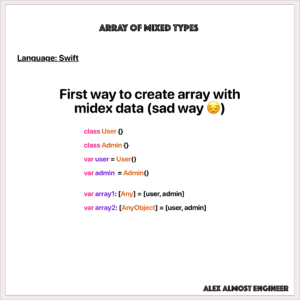 ARRAY OF MIXED TYPES
Language: Swift
First way to create array with
midex data (sad way 😔)
class User {}
class Admin {}
var user = User()
var admin = Admin()
var array1: [Any] = [user, admin]
var array2: [AnyObject] = [user, admin]
ALEX ALMOST ENGINEER